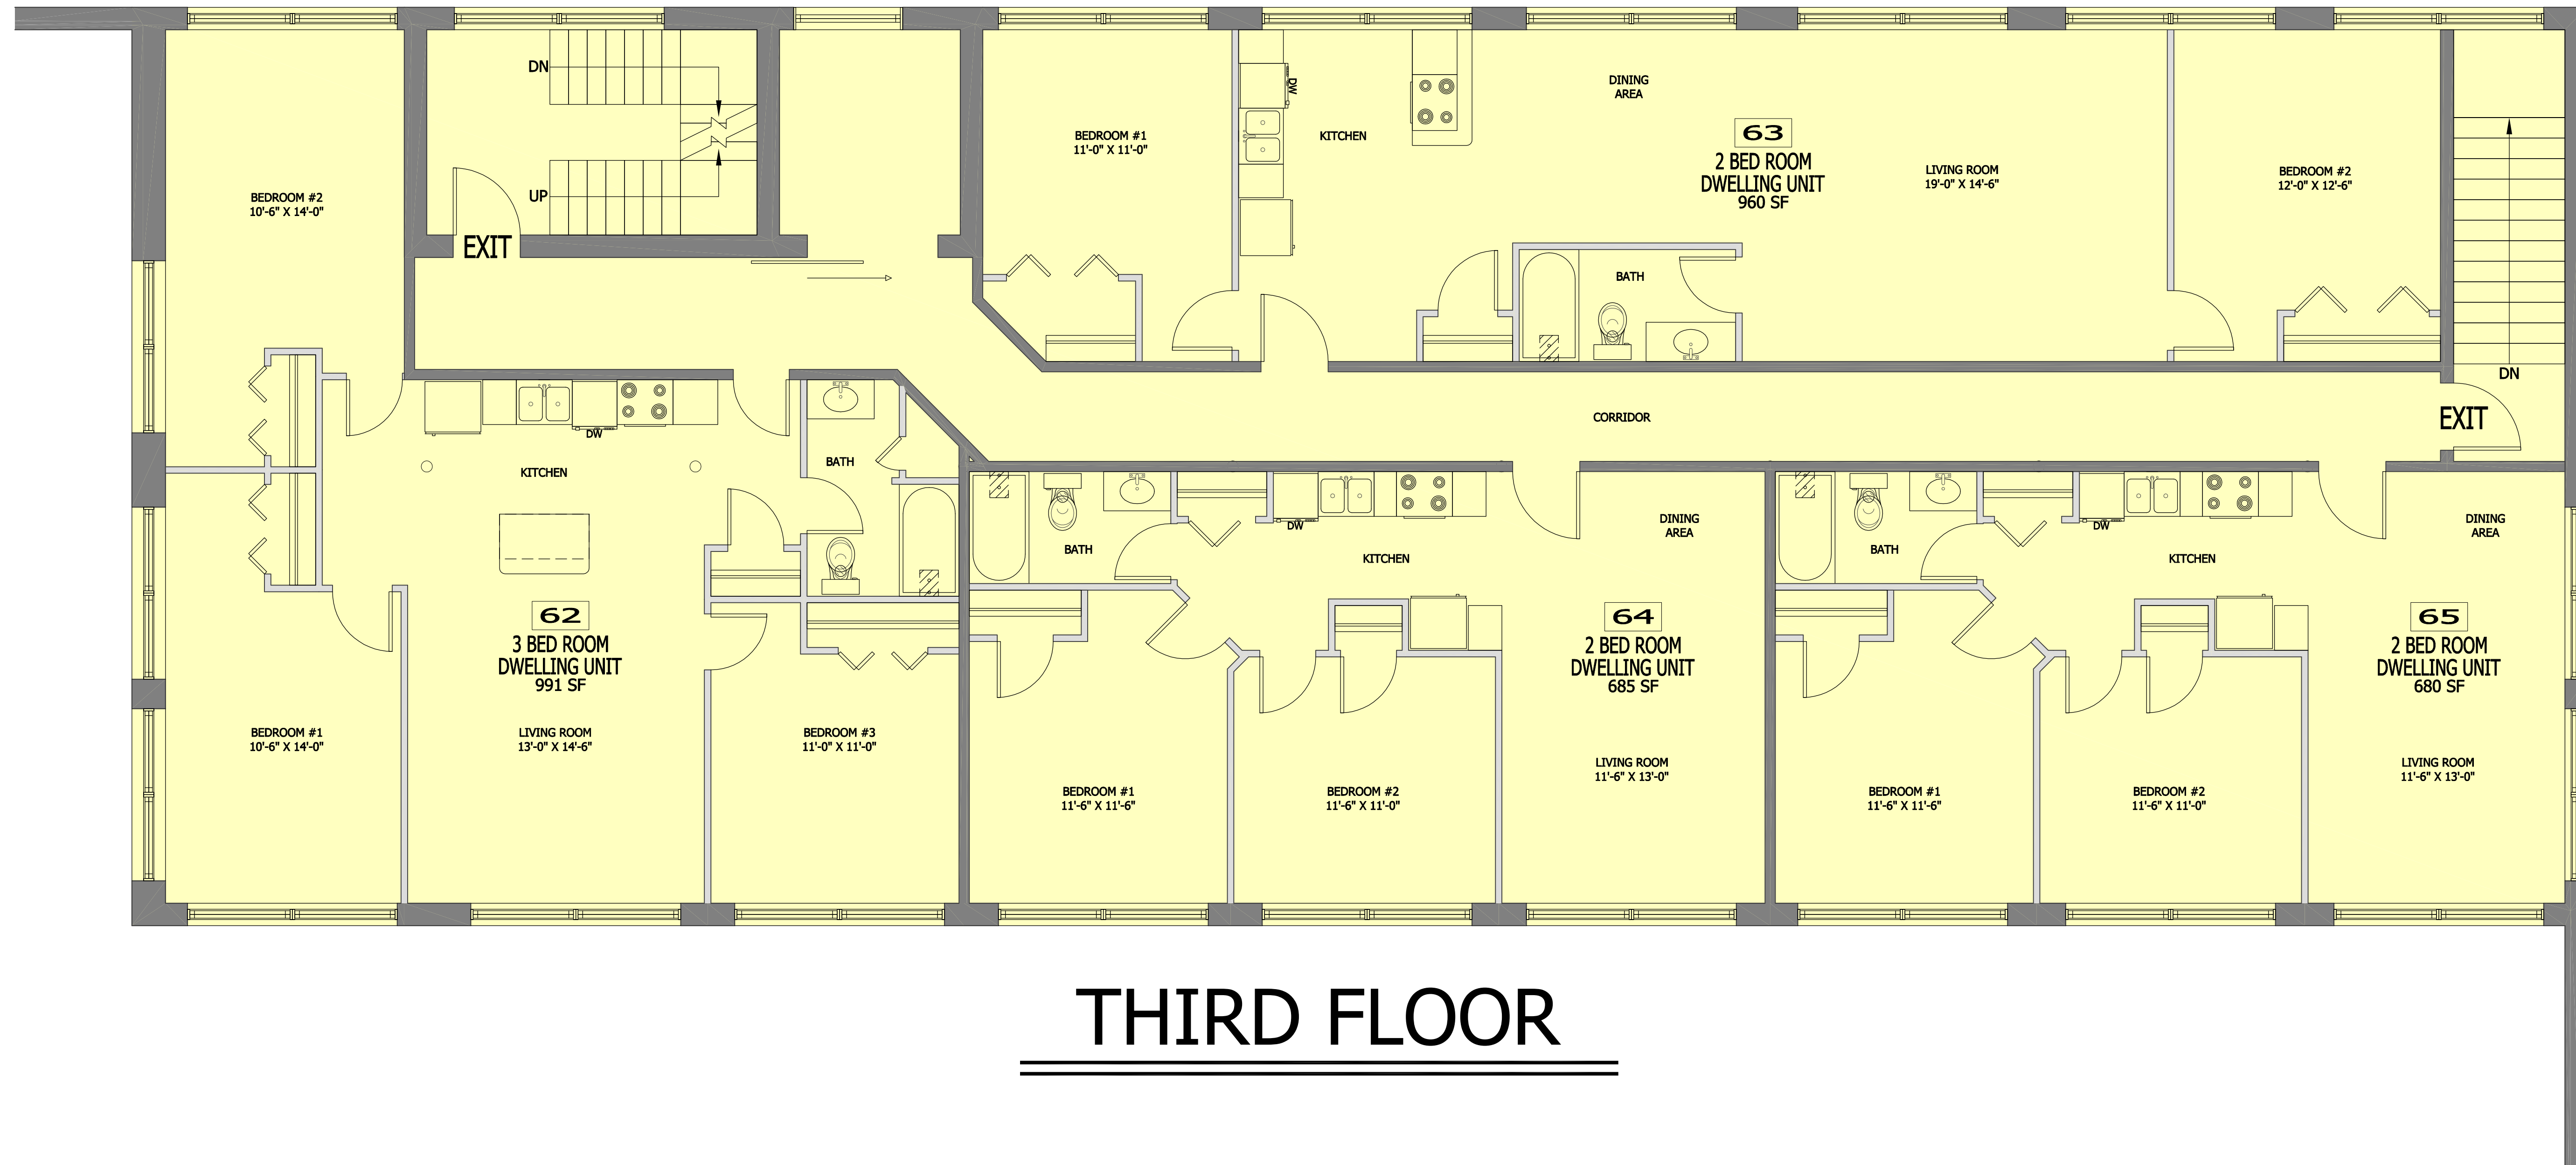 DN
UP
EXIT
BEDROOM #2
10'-6" X 14'-0"
BEDROOM #1
11'-0" X 11'-0"
DW
KITCHEN
DINING
AREA
63
2 BED ROOM
DWELLING UNIT
960 SF
LIVING ROOM
19'-0" X 14'-6"
BATH
BEDROOM #2
12'-0" X 12'-6"
DN
EXIT
CORRIDOR
DW
KITCHEN
BATH
62
3 BED ROOM
DWELLING UNIT
991 SF
BEDROOM #1
10'-6" X 14'-0"
LIVING ROOM
13'-0" X 14'-6"
BEDROOM #3
11'-0" X 11'-0"
BATH
DW
KITCHEN
DINING
AREA
64
2 BED ROOM
DWELLING UNIT
685 SF
BEDROOM #1
11'-6" X 11'-6"
BEDROOM #2
11'-6" X 11'-0"
LIVING ROOM
11'-6" X 13'-0"
BATH
DW
KITCHEN
DINING
AREA
65
2 BED ROOM
DWELLING UNIT
680 SF
BEDROOM #1
11'-6" X 11'-6"
BEDROOM #2
11'-6" X 11'-0"
LIVING ROOM
11'-6" X 13'-0"
THIRD FLOOR